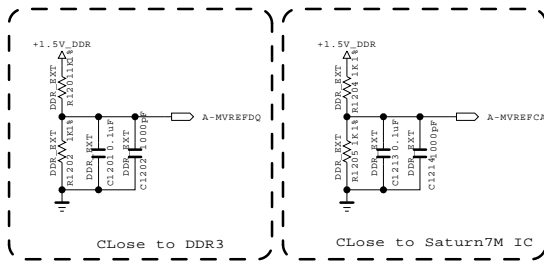 +1.5V_DDR
DDR_EXT
R1201 1K1%
A-MVREFDQ
DDR_EXT
R1202 1K1%
DDR_EXT
C1201 0.1uF
DDR_EXT
C1202 1000pF
CLose to DDR3
+1.5V_DDR
DDR_EXT
R1204 1K1%
A-MVREFCA
DDR_EXT
R1205 1K1%
DDR_EXT
C1213 0.1uF
DDR_EXT
C1214 1000pF
CLose to Saturn7M IC